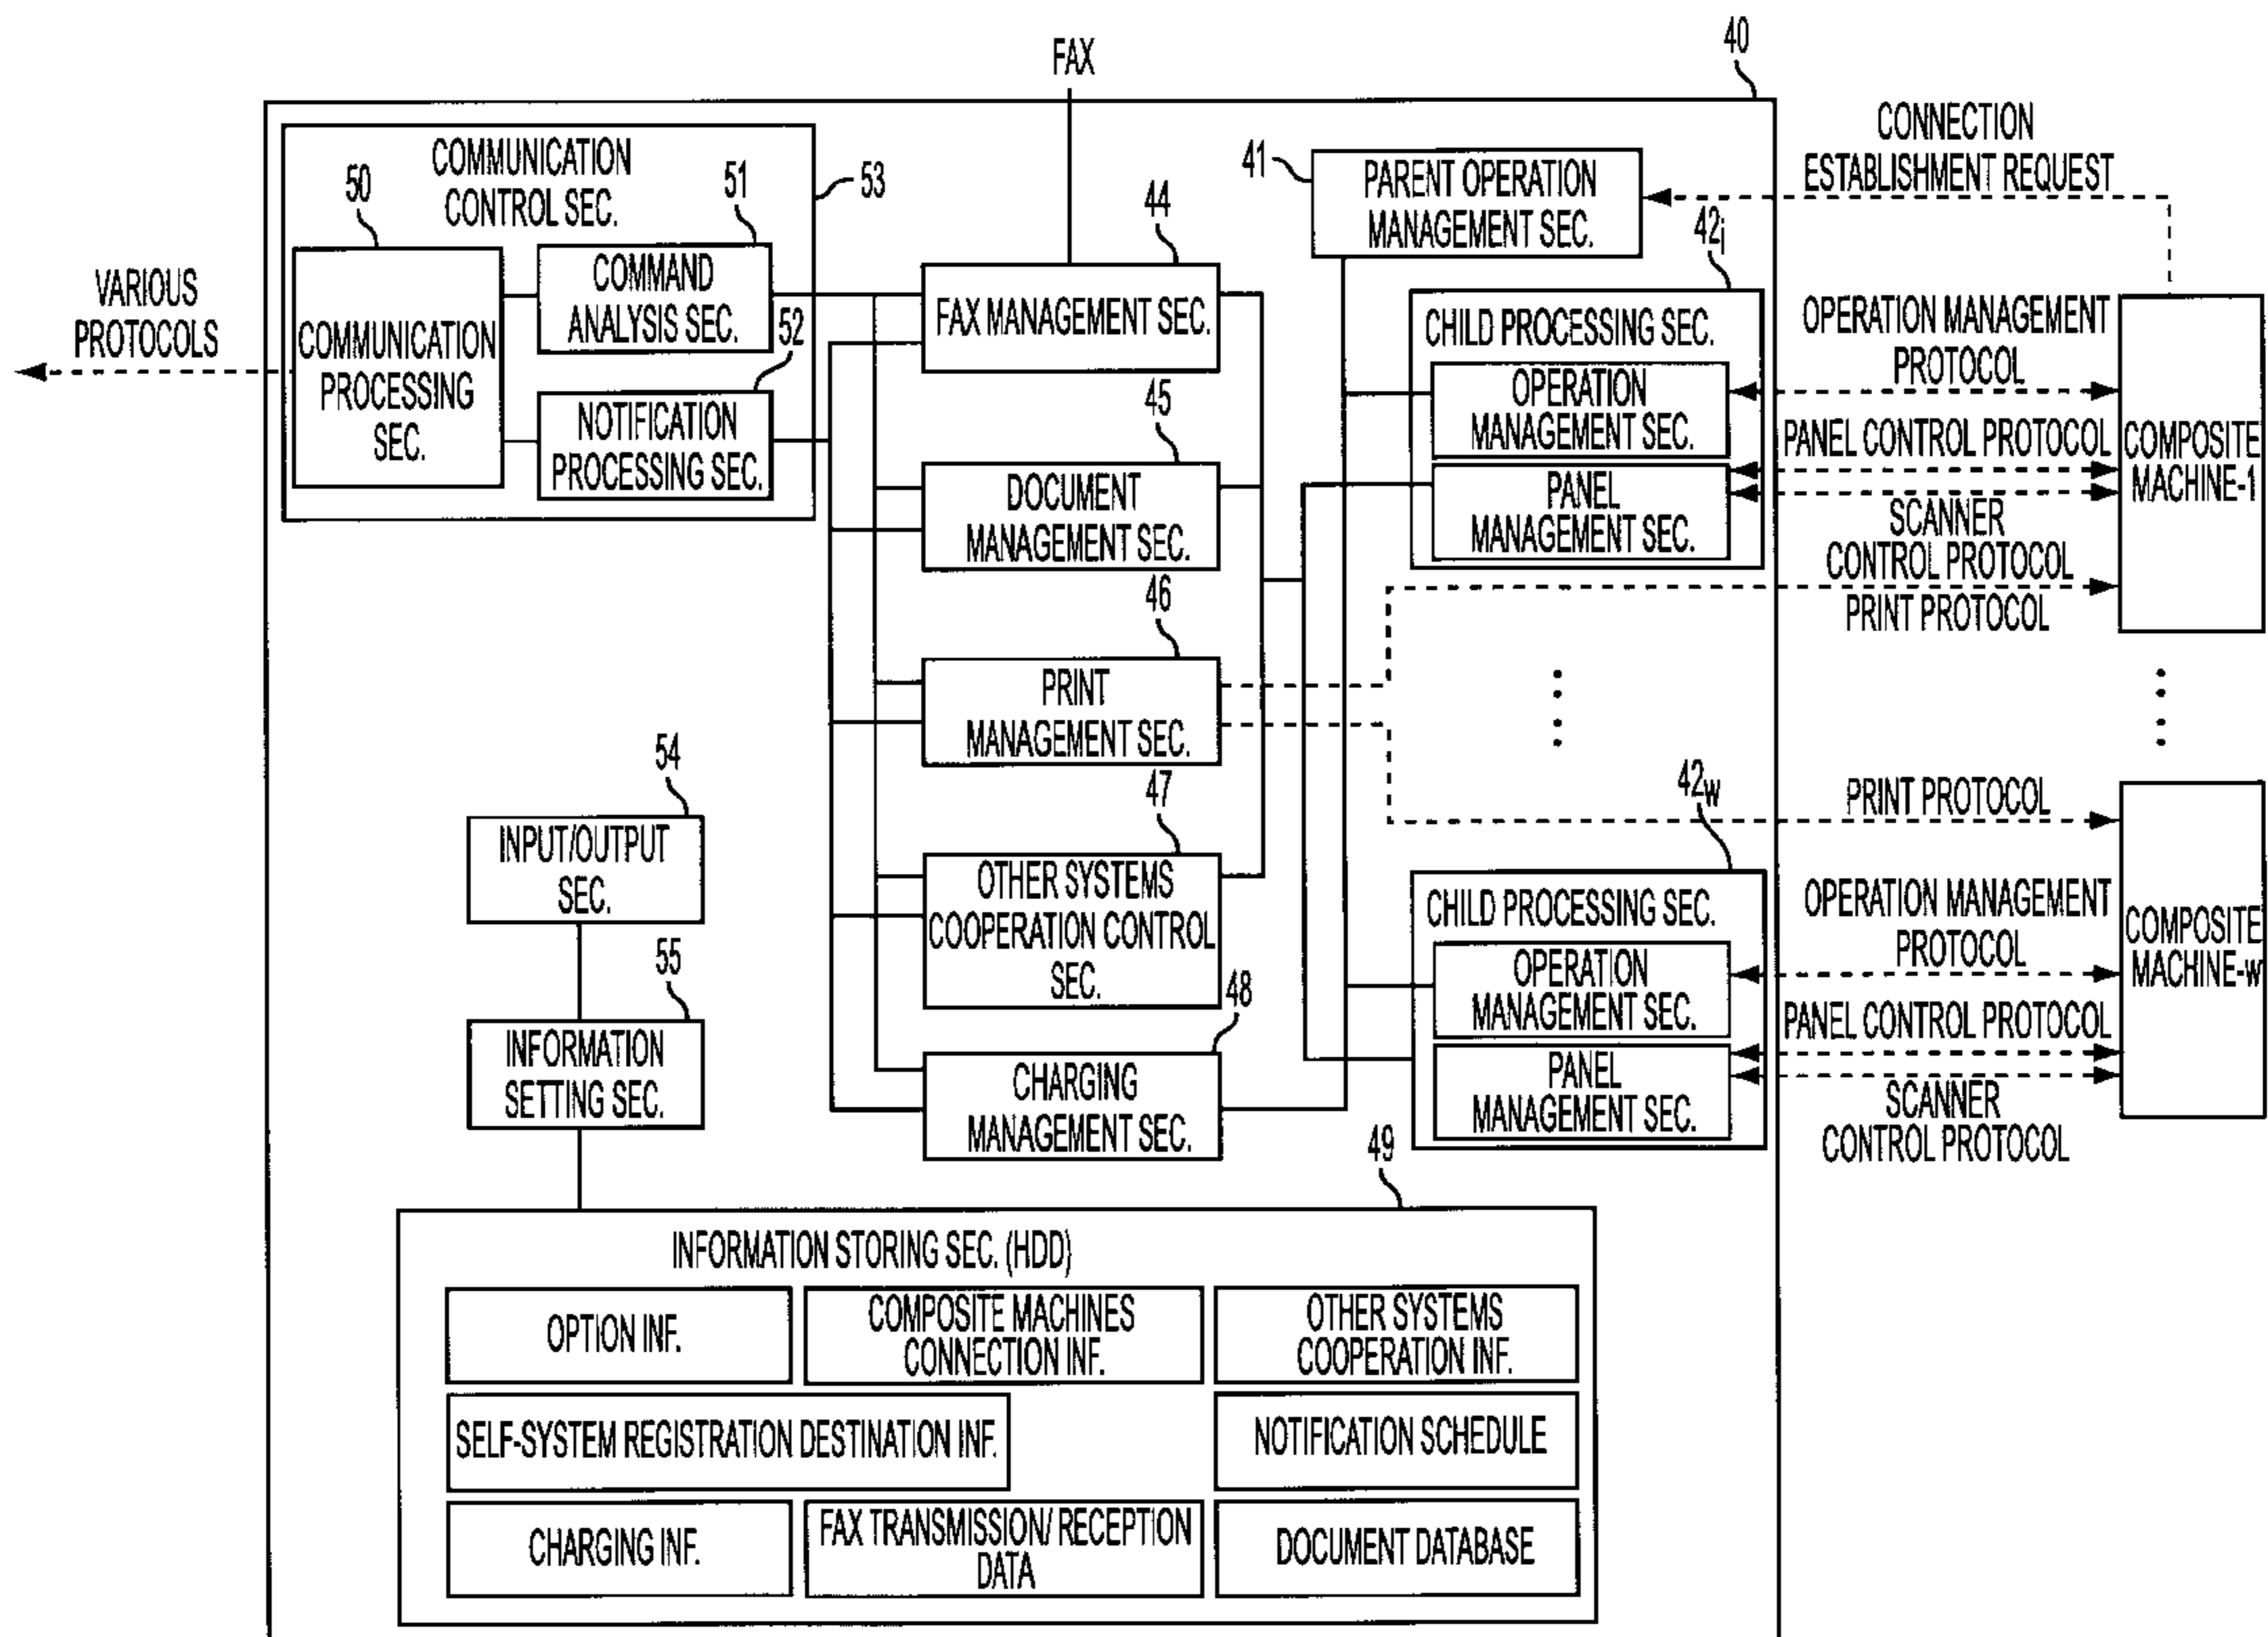 FAX
40
CONNECTION
ESTABLISHMENT REQUEST
COMMUNICATION
CONTROL SEC.
53
50
51
52
COMMUNICATION
PROCESSING
SEC.
COMMAND
ANALYSIS SEC.
NOTIFICATION
PROCESSING SEC.
VARIOUS
PROTOCOLS
44
FAX MANAGEMENT SEC.
45
DOCUMENT
MANAGEMENT SEC.
46
PRINT
MANAGEMENT SEC.
47
OTHER SYSTEMS
COOPERATION CONTROL
SEC.
48
CHARGING
MANAGEMENT SEC.
41
PARENT OPERATION
MANAGEMENT SEC.
42i
CHILD PROCESSING SEC.
OPERATION
MANAGEMENT SEC.
PANEL
MANAGEMENT SEC.
OPERATION MANAGEMENT
PROTOCOL
PANEL CONTROL PROTOCOL
SCANNER
CONTROL PROTOCOL
PRINT PROTOCOL
COMPOSITE
MACHINE-1
42w
CHILD PROCESSING SEC.
OPERATION
MANAGEMENT SEC.
PANEL
MANAGEMENT SEC.
PRINT PROTOCOL
OPERATION MANAGEMENT
PROTOCOL
PANEL CONTROL PROTOCOL
SCANNER
CONTROL PROTOCOL
COMPOSITE
MACHINE-w
54
INPUT/OUTPUT
SEC.
55
INFORMATION
SETTING SEC.
49
INFORMATION STORING SEC. (HDD)
OPTION INF.
COMPOSITE MACHINES
CONNECTION INF.
OTHER SYSTEMS
COOPERATION INF.
SELF-SYSTEM REGISTRATION DESTINATION INF.
NOTIFICATION SCHEDULE
CHARGING INF.
FAX TRANSMISSION/ RECEPTION
DATA
DOCUMENT DATABASE